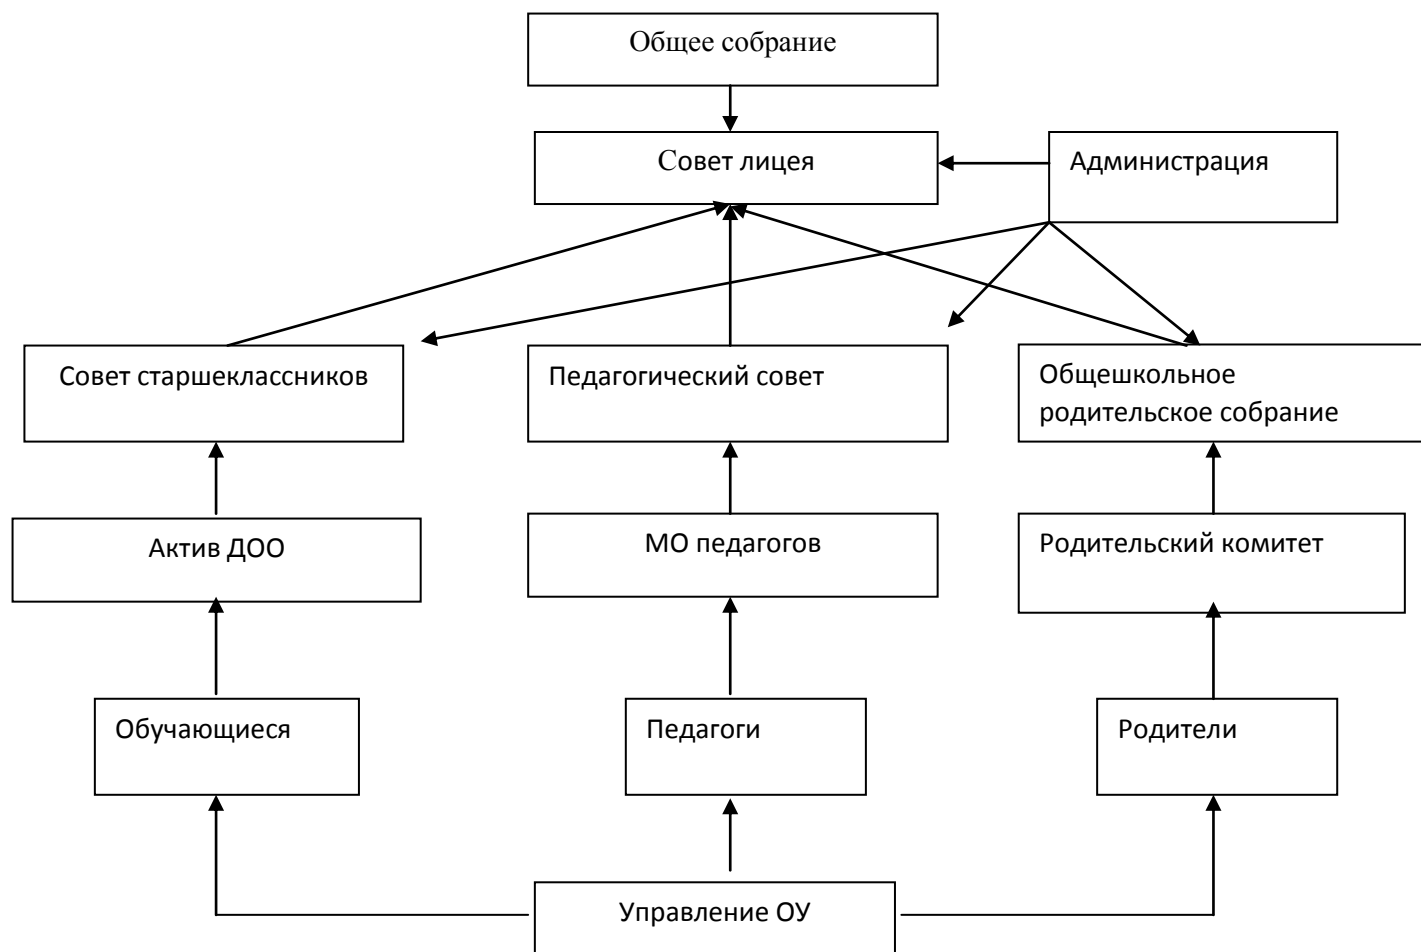 Общее собрание
Совет лицея
Администрация
Совет старшеклассников
Педагогический совет
Общешкольное
родительское собрание
Актив ДОО
МО педагогов
Родительский комитет
Обучающиеся
Педагоги
Родители
Управление ОУ